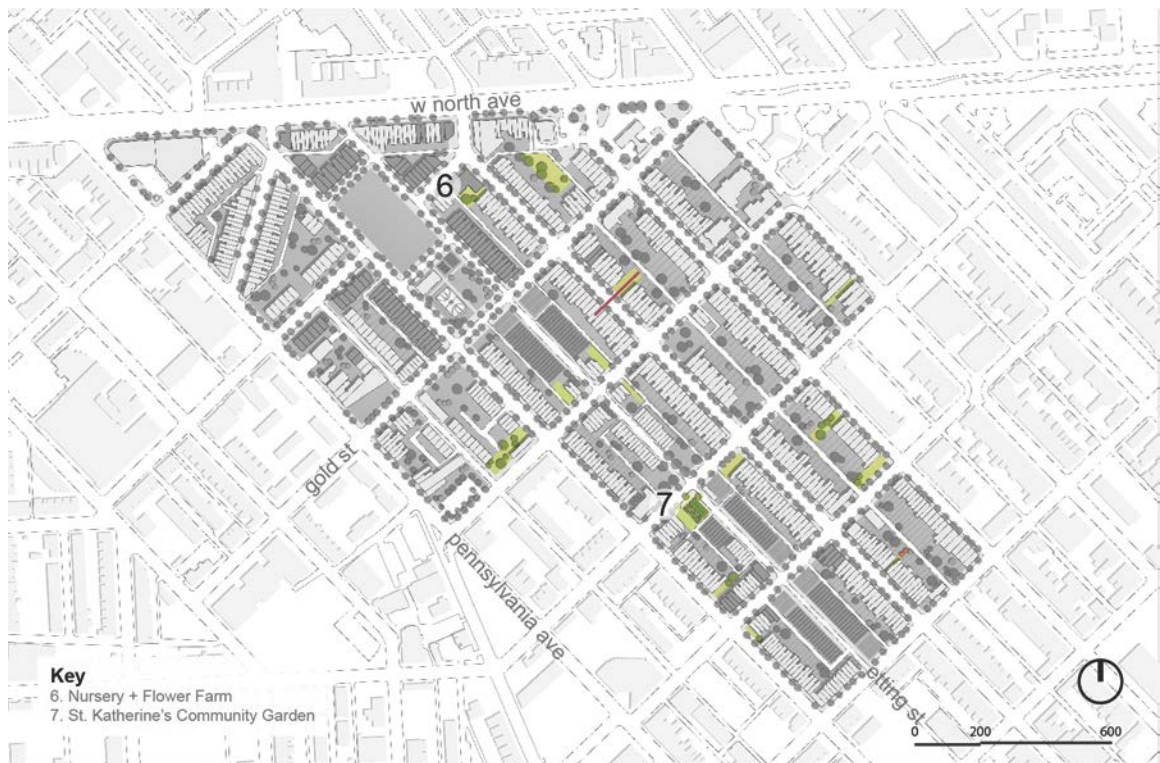 w north ave
6
7
gold st
pennsylvania ave
etting st
Key
6. Nursery + Flower Farm
7. St. Katherine's Community Garden
0 200 600